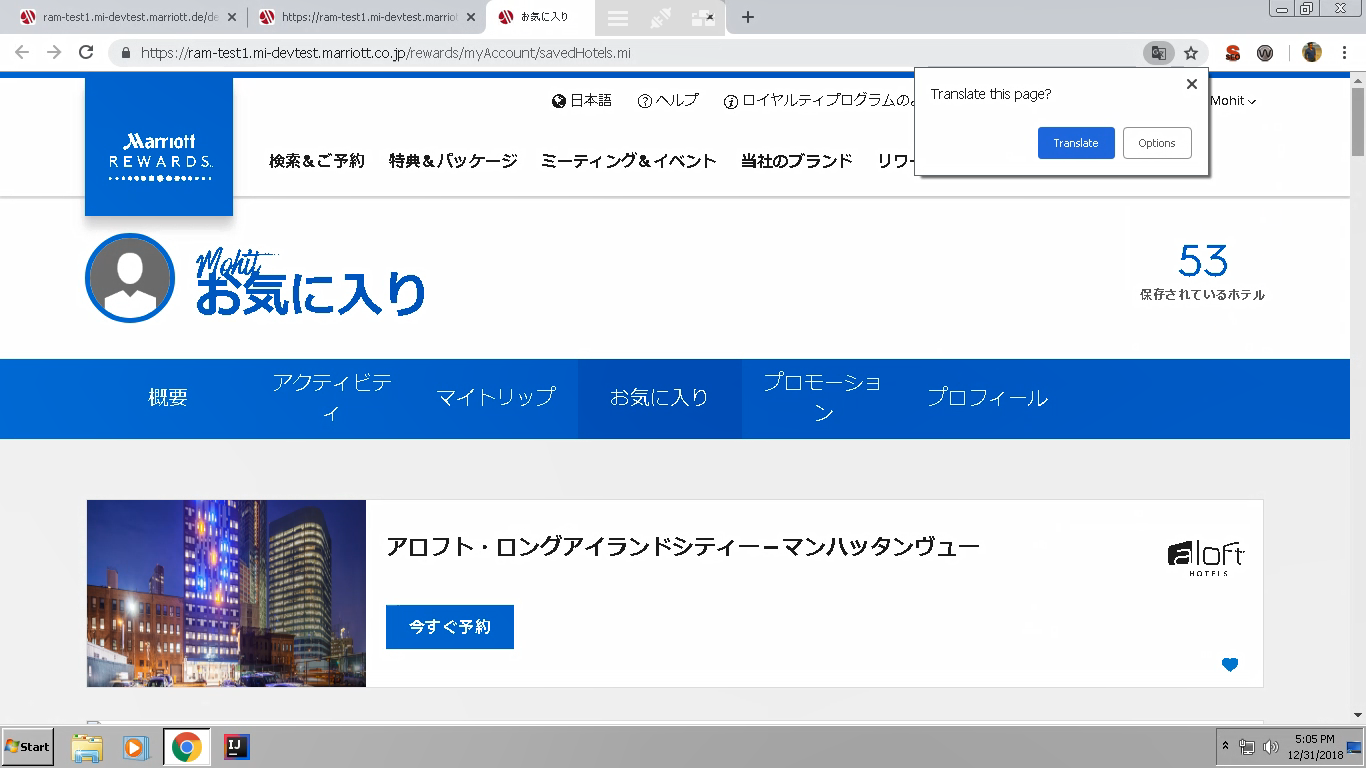 ram-test1.mi-devtest.marriott.de/de
https://ram-test1.mi-devtest.marriot
お気に入り
https://ram-test1.mi-devtest.marriott.co.jp/rewards/myAccount/savedHotels.mi
Translate this page?
Translate
Options
日本語
ヘルプ
ロイヤルティプログラムの
Mohit
Marriott
REWARDS
検索&ご予約
特典&パッケージ
ミーティング&イベント
当社のブランド
リワ
Mohit
お気に入り
53
保存されているホテル
概要
アクティビテ
ィ
マイトリップ
お気に入り
プロモーショ
ン
プロフィール
アロフト・ロングアイランドシティー－マンハッタンヴュー
aloft
HOTELS
今すぐ予約
Start
IJ
5:05 PM
12/31/2018